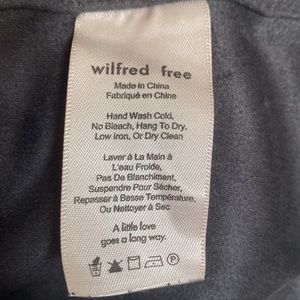 wilfred free
Made in China
Fabriqué en Chine
Hand Wash Cold,
No Bleach, Hang To Dry,
Low Iron, Or Dry Clean
Laver à La Main à
L'eau Froide,
Pas De Blanchiment,
Suspendre Pour Sécher,
Repasser à Basse Température,
Ou Nettoyer à Sec
A little love
goes a long way.
P